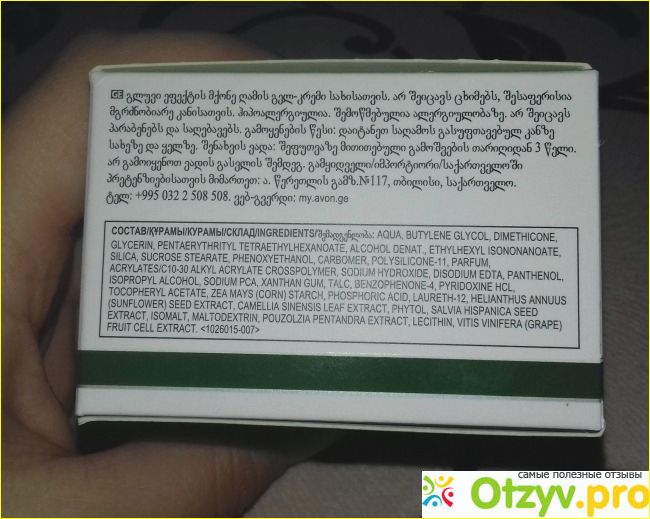 GE გლუვი ეფექტის მქონე ღამის გელ-კრემი სახისათვის. არ შეიცავს ცხიმებს, შესაფერისია
მგრძნობიარე კანისათვის. ჰიპოალერგიულია. შემოწმებულია ალერგიულობაზე. არ შეიცავს
პარაბენებს და საღებავებს. გამოყენების წესი: დაიტანეთ საღამოს გასუფთავებულ კანზე
სახეზე და ყელზე. შენახვის ვადა: შეფუთვაზე მითითებული გამოშვების თარიღიდან 3 წელი.
არ გამოიყენოთ ვადის გასვლის შემდეგ. გამყიდველი/იმპორტიორი/საქართველოში
პრეტენზიებისათვის მიმართეთ: ა. წერეთლის გამზ.№117, თბილისი, საქართველო.
ტელ: +995 032 2 508 508. ვებ-გვერდი: my.avon.ge
СОСТАВ/ҚҰРАМЫ/КУРАМЫ/СКЛАД/INGREDIENTS/შემადგენლობა: AQUA, BUTYLENE GLYCOL, DIMETHICONE,
GLYCERIN, PENTAERYTHRITYL TETRAETHYLHEXANOATE, ALCOHOL DENAT., ETHYLHEXYL ISONONANOATE,
SILICA, SUCROSE STEARATE, PHENOXYETHANOL, CARBOMER, POLYSILICONE-11, PARFUM,
ACRYLATES/C10-30 ALKYL ACRYLATE CROSSPOLYMER, SODIUM HYDROXIDE, DISODIUM EDTA, PANTHENOL,
ISOPROPYL ALCOHOL, SODIUM PCA, XANTHAN GUM, TALC, BENZOPHENONE-4, PYRIDOXINE HCL,
TOCOPHERYL ACETATE, ZEA MAYS (CORN) STARCH, PHOSPHORIC ACID, LAURETH-12, HELIANTHUS ANNUUS
(SUNFLOWER) SEED EXTRACT, CAMELLIA SINENSIS LEAF EXTRACT, PHYTOL, SALVIA HISPANICA SEED
EXTRACT, ISOMALT, MALTODEXTRIN, POUZOLZIA PENTANDRA EXTRACT, LECITHIN, VITIS VINIFERA (GRAPE)
FRUIT CELL EXTRACT. <1026015-007>
самые полезные отзывы
Otzyv.pro